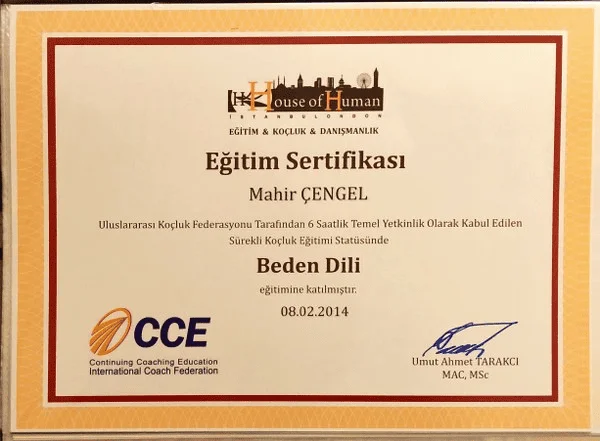 House of Human
İSTANBULONDON
EĞİTİM & KOÇLUK & DANIŞMANLIK
Eğitim Sertifikası
Mahir ÇENGEL
Uluslararası Koçluk Federasyonu Tarafından 6 Saatlik Temel Yetkinlik Olarak Kabul Edilen
Sürekli Koçluk Eğitimi Statüsünde
Beden Dili
eğitimine katılmıştır.
08.02.2014
CCE
Continuing Coaching Education
International Coach Federation
Umut Ahmet TARAKCI
MAC, MSc